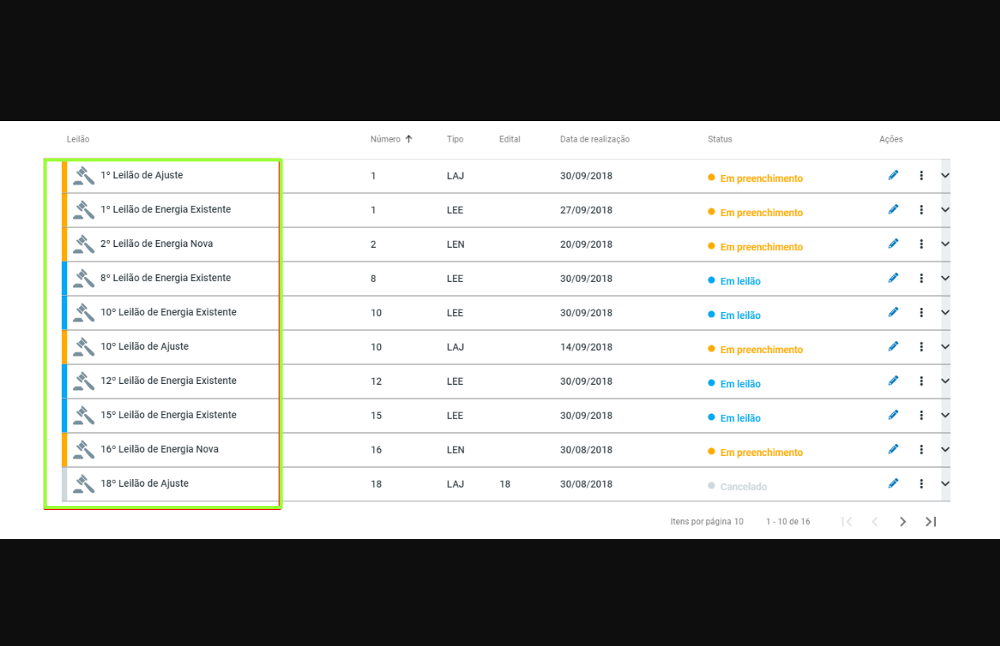 Leilão Número Tipo Edital Data de realização Status Ações
1º Leilão de Ajuste 1 LAJ 30/09/2018 Em preenchimento
1º Leilão de Energia Existente 1 LEE 27/09/2018 Em preenchimento
2º Leilão de Energia Nova 2 LEN 20/09/2018 Em preenchimento
8º Leilão de Energia Existente 8 LEE 30/09/2018 Em leilão
10º Leilão de Energia Existente 10 LEE 30/09/2018 Em leilão
10º Leilão de Ajuste 10 LAJ 14/09/2018 Em preenchimento
12º Leilão de Energia Existente 12 LEE 30/09/2018 Em leilão
15º Leilão de Energia Existente 15 LEE 30/09/2018 Em leilão
16º Leilão de Energia Nova 16 LEN 30/08/2018 Em preenchimento
18º Leilão de Ajuste 18 LAJ 18 30/08/2018 Cancelado
Itens por página 10 1 - 10 de 16